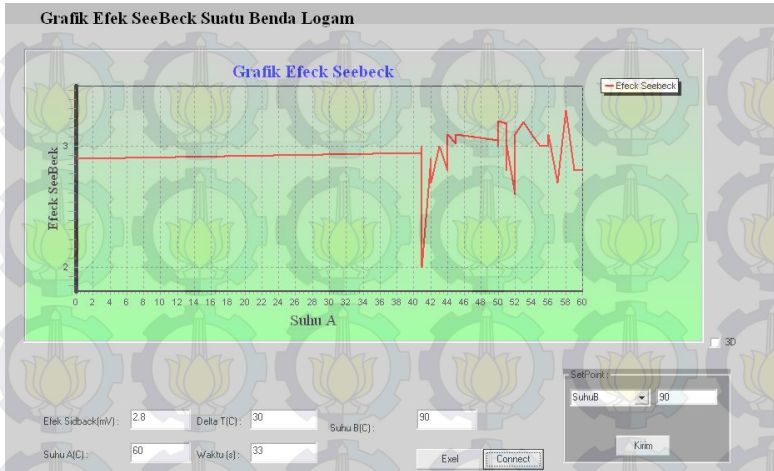 Grafik Efek SeeBeck Suatu Benda Logam
Grafik Efeck Seebeck
Efeck Seebeck
Efeck SeeBeck
3
2
0 2 4 6 8 10 12 14 16 18 20 22 24 26 28 30 32 34 36 38 40 42 44 46 48 50 52 54 56 58 60
Suhu A
3D
SetPoint :
SuhuB 90
Kirim
Efek Sidback(mV) : 2.8 Delta T(C) : 30 Suhu B(C) : 90
Suhu A(C) : 60 Waktu (s) : 33
Exel Connect